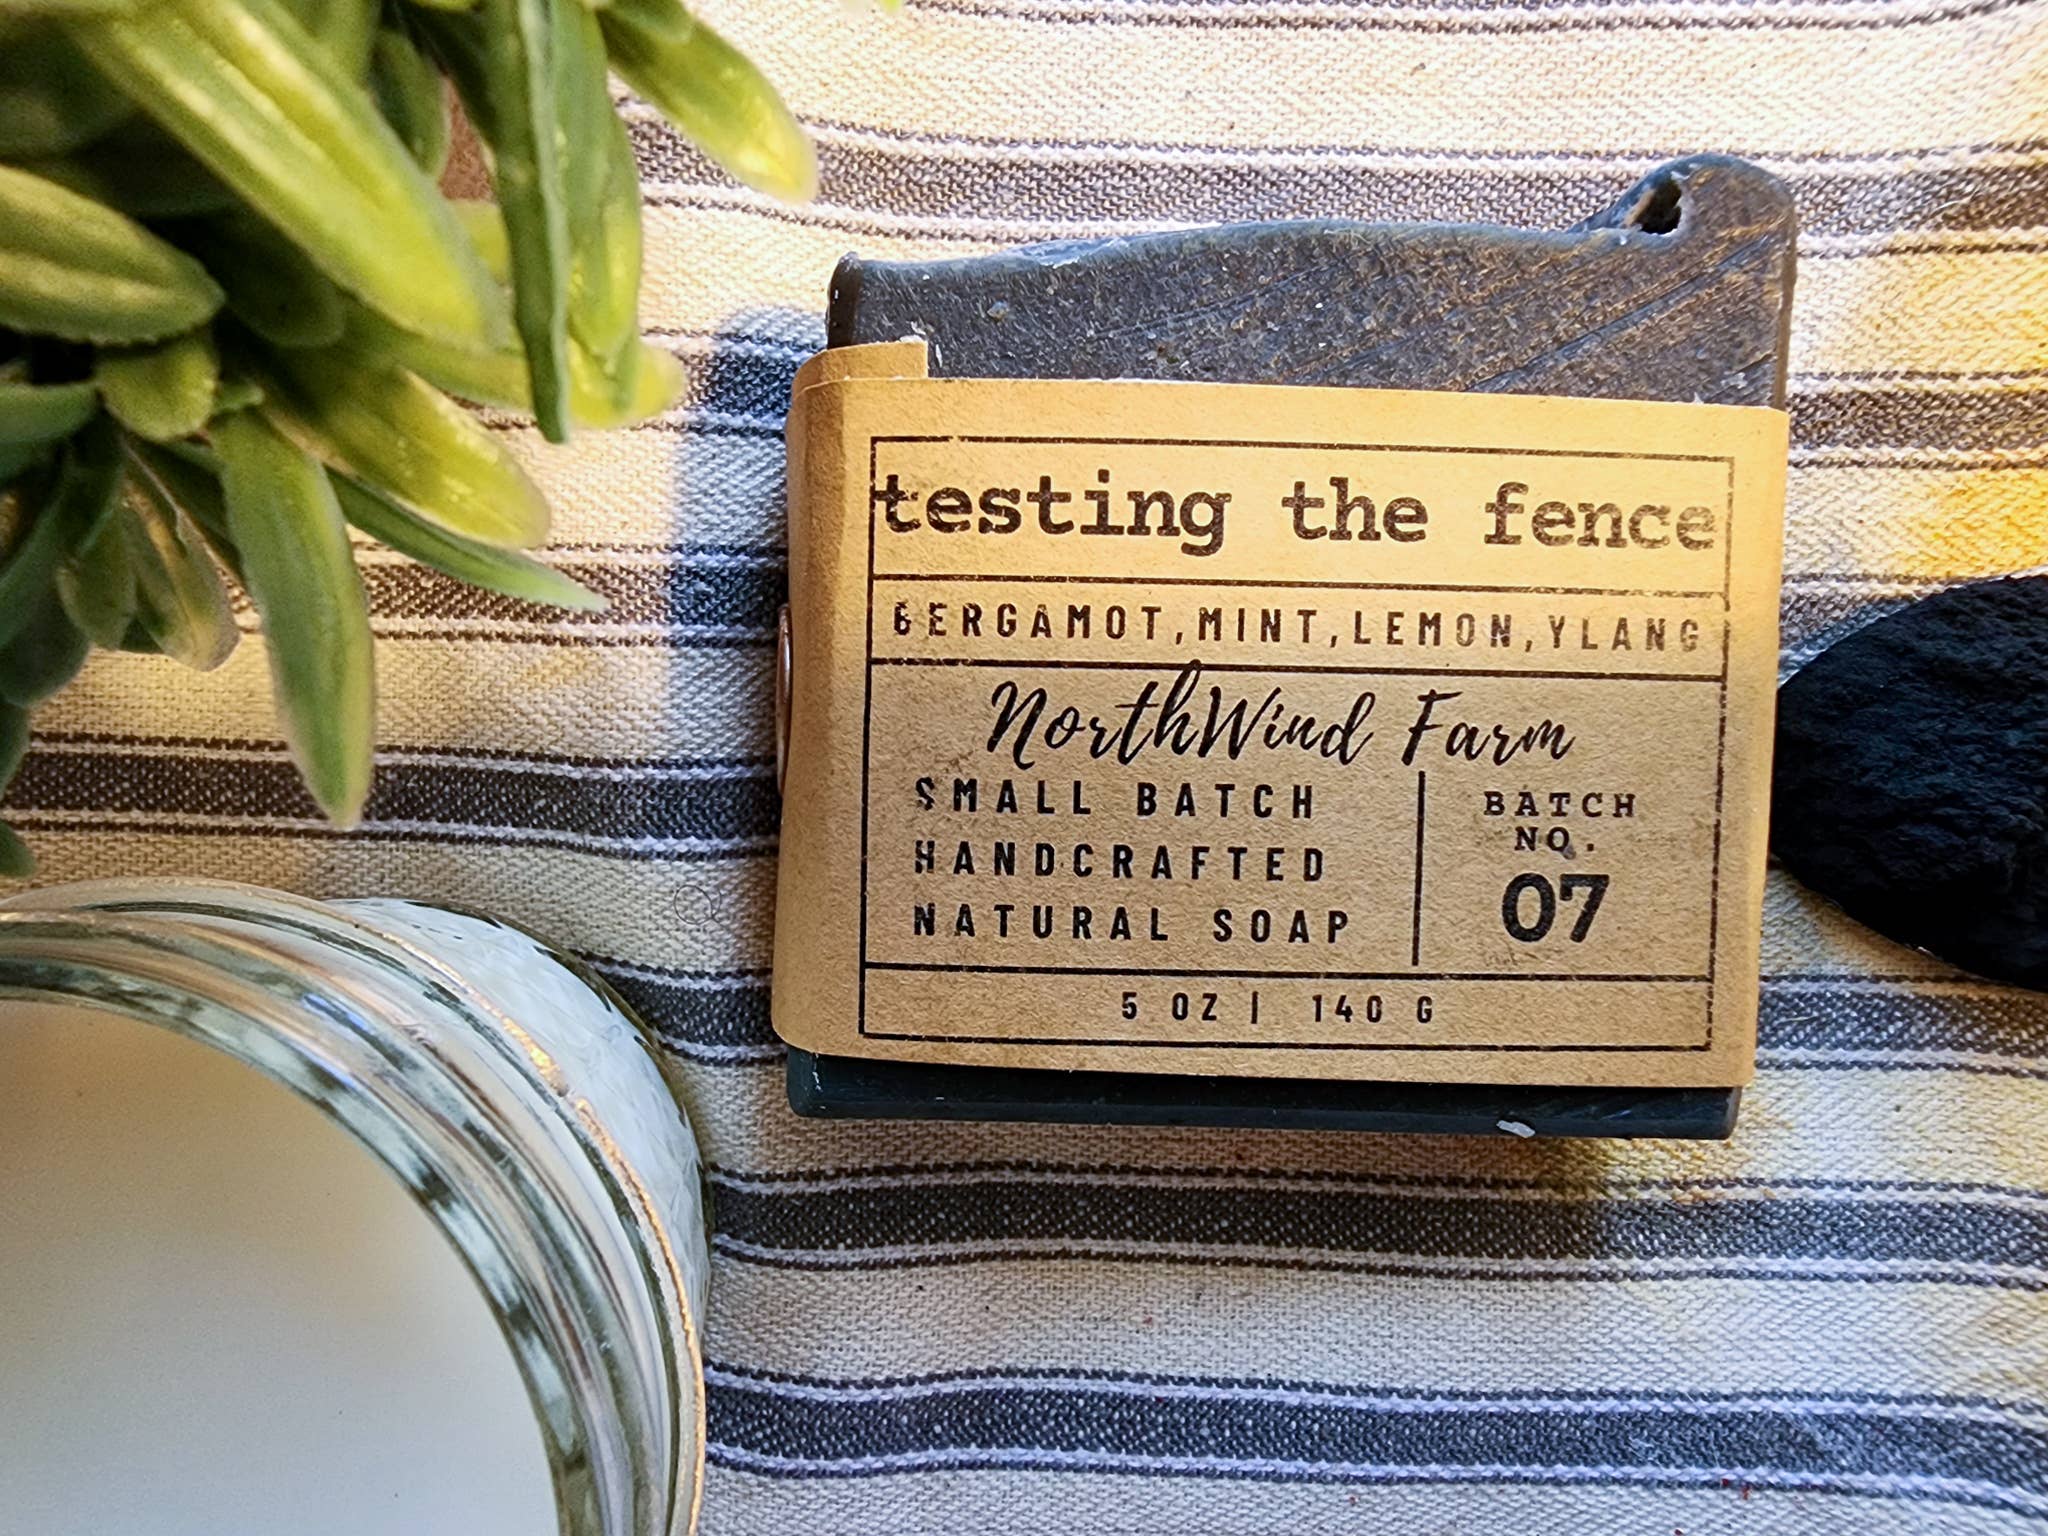 testing the fence
BERGAMOT,MINT,LEMON,YLANG
NorthWind Farm
SMALL BATCH
HANDCRAFTED
NATURAL SOAP
BATCH
NO.
07
5 OZ | 140 G